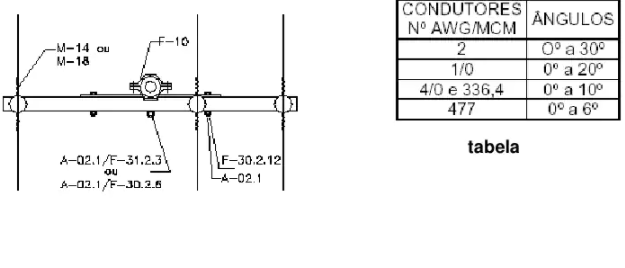 M-14 ou
M-18
F-10
A-02.1/F-31.2.3
ou
A-02.1/F-30.2.6
F-30.2.12
A-02.1
CONDUTORES
Nº AWG/MCM
ÂNGULOS
2
Oº a 30º
1/0
0º a 20º
4/0 e 336,4
0º a 10º
477
0º a 6º
tabela